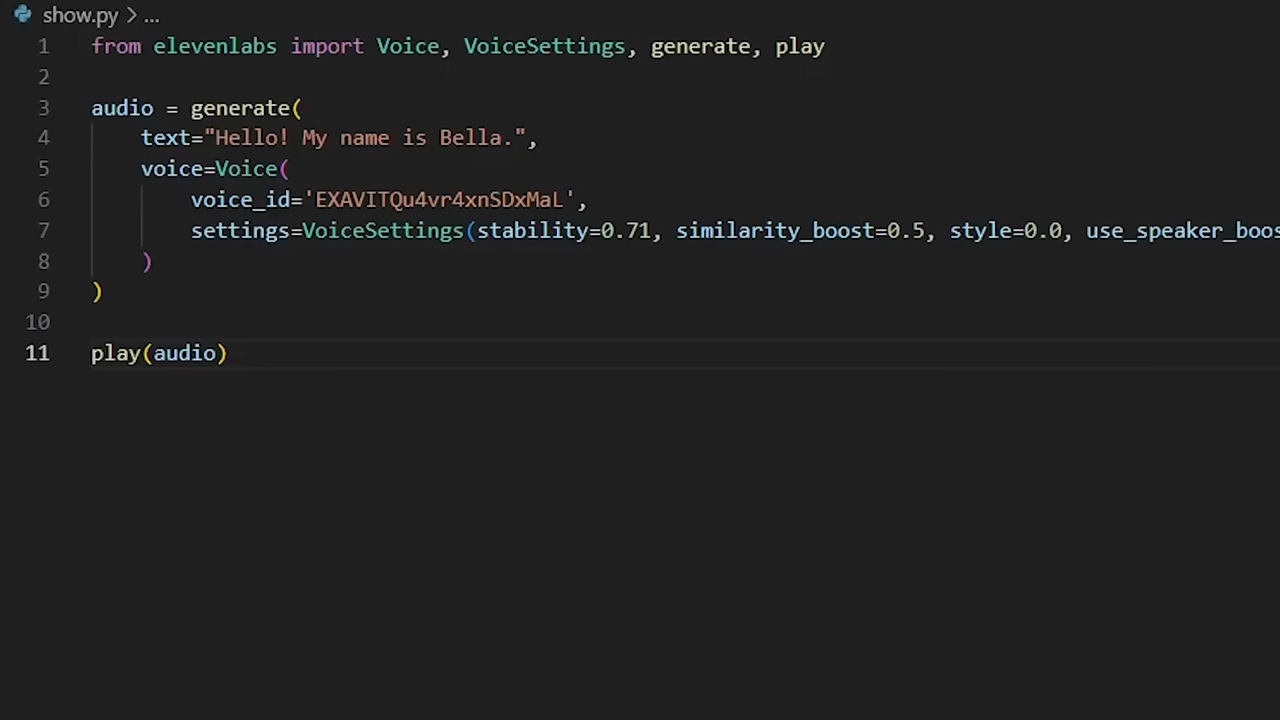 show.py > ...
1 from elevenlabs import Voice, VoiceSettings, generate, play
2
3 audio = generate(
4     text="Hello! My name is Bella.",
5     voice=Voice(
6         voice_id='EXAVITQu4vr4xnSDxMaL',
7         settings=VoiceSettings(stability=0.71, similarity_boost=0.5, style=0.0, use_speaker_boos
8     )
9 )
10
11 play(audio)